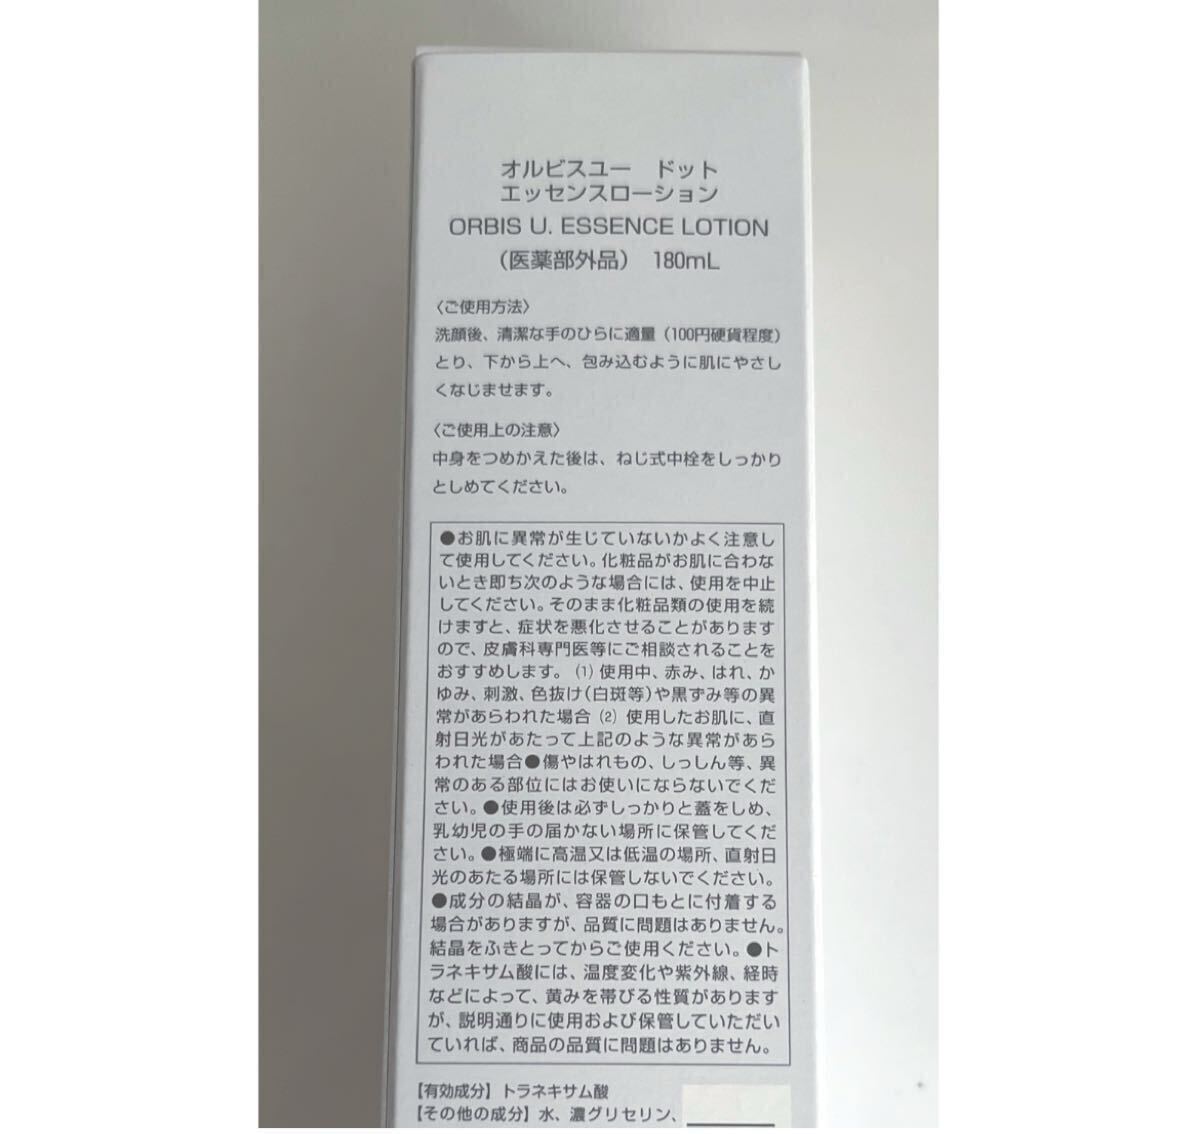 オルビスユー　ドット
エッセンスローション
ORBIS U. ESSENCE LOTION
（医薬部外品）　180mL
〈ご使用方法〉
洗顔後、清潔な手のひらに適量（100円硬貨程度）
とり、下から上へ、包み込むように肌にやさし
くなじませます。
〈ご使用上の注意〉
中身をつめかえた後は、ねじ式中栓をしっかり
としめてください。
●お肌に異常が生じていないかよく注意し
て使用してください。化粧品がお肌に合わな
いとき即ち次のような場合には、使用を中止
してください。そのまま化粧品類の使用を続
けますと、症状を悪化させることがあります
ので、皮膚科専門医等にご相談されることを
おすすめします。(1)使用中、赤み、はれ、か
ゆみ、刺激、色抜け（白斑等）や黒ずみ等の異
常があらわれた場合(2)使用したお肌に、直
射日光があたって上記のような異常があら
われた場合●傷やはれもの、しっしん等、異
常のある部位にはお使いにならないでくだ
さい。●使用後は必ずしっかりと蓋をしめ、
乳幼児の手の届かない場所に保管してくだ
さい。●極端に高温又は低温の場所、直射日
光のあたる場所には保管しないでください。
●成分の結晶が、容器の口もとに付着する
場合がありますが、品質に問題はありません。
結晶をふきとってからご使用ください。●ト
ラネキサム酸には、温度変化や紫外線、経時
などによって、黄みを帯びる性質があります
が、説明通りに使用および保管していただい
ていれば、商品の品質に問題はありません。
【有効成分】トラネキサム酸
【その他の成分】水、濃グリセリン、